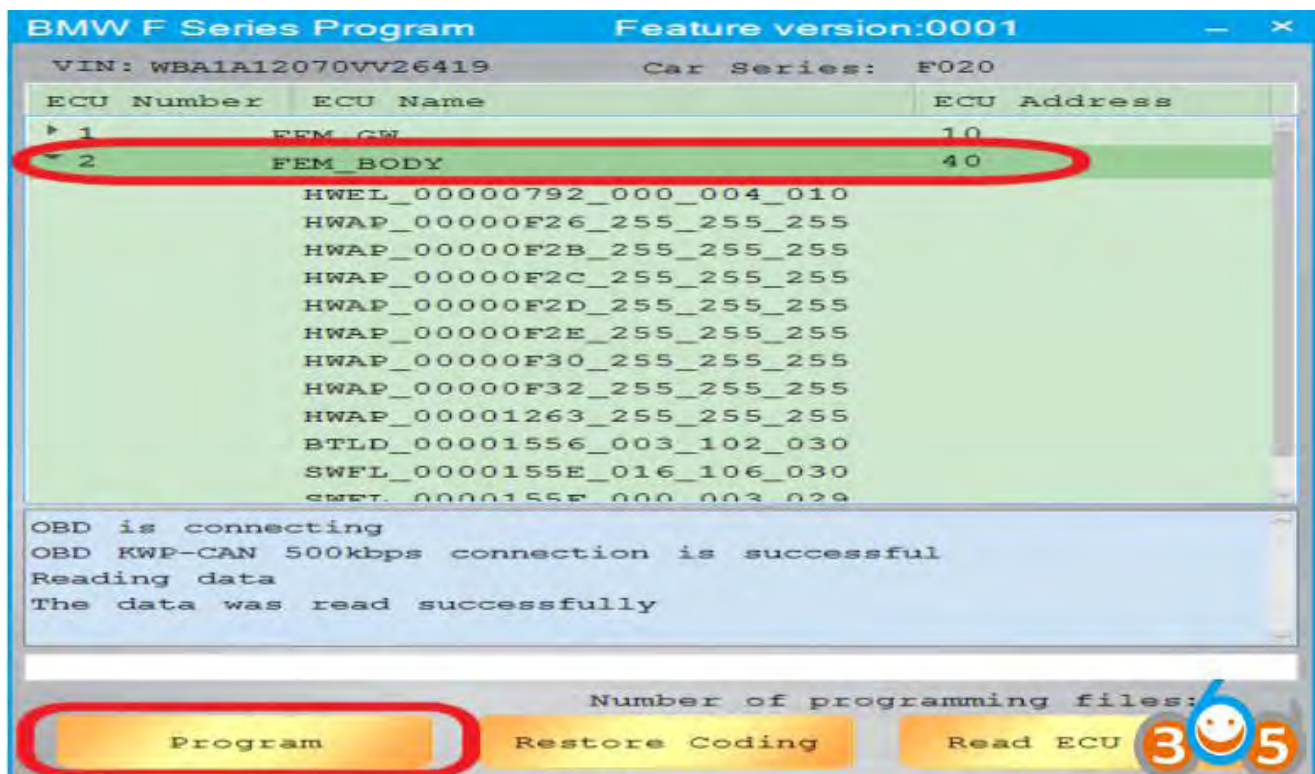 BMW F Series Program Feature version:0001
VIN: WBA1A12070VV26419 Car Series: F020
ECU Number ECU Name ECU Address
1 FEM_GW 10
2 FEM_BODY 40
HWEL_00000792_000_004_010
HWAP_00000F26_255_255_255
HWAP_00000F2B_255_255_255
HWAP_00000F2C_255_255_255
HWAP_00000F2D_255_255_255
HWAP_00000F2E_255_255_255
HWAP_00000F30_255_255_255
HWAP_00000F32_255_255_255
HWAP_00001263_255_255_255
BTLD_00001556_003_102_030
SWFL_0000155E_016_106_030
SWFL_0000155F_000_003_029
OBD is connecting
OBD KWP-CAN 500kbps connection is successful
Reading data
The data was read successfully
Number of programming files:
Program Restore Coding Read ECU
365